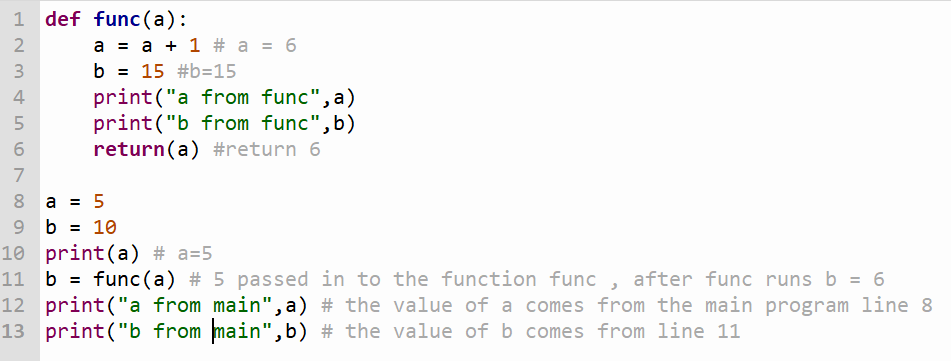 1 def func(a):
2     a = a + 1 # a = 6
3     b = 15 #b=15
4     print("a from func",a)
5     print("b from func",b)
6     return(a) #return 6
7
8 a = 5
9 b = 10
10 print(a) # a=5
11 b = func(a) # 5 passed in to the function func , after func runs b = 6
12 print("a from main",a) # the value of a comes from the main program line 8
13 print("b from main",b) # the value of b comes from line 11